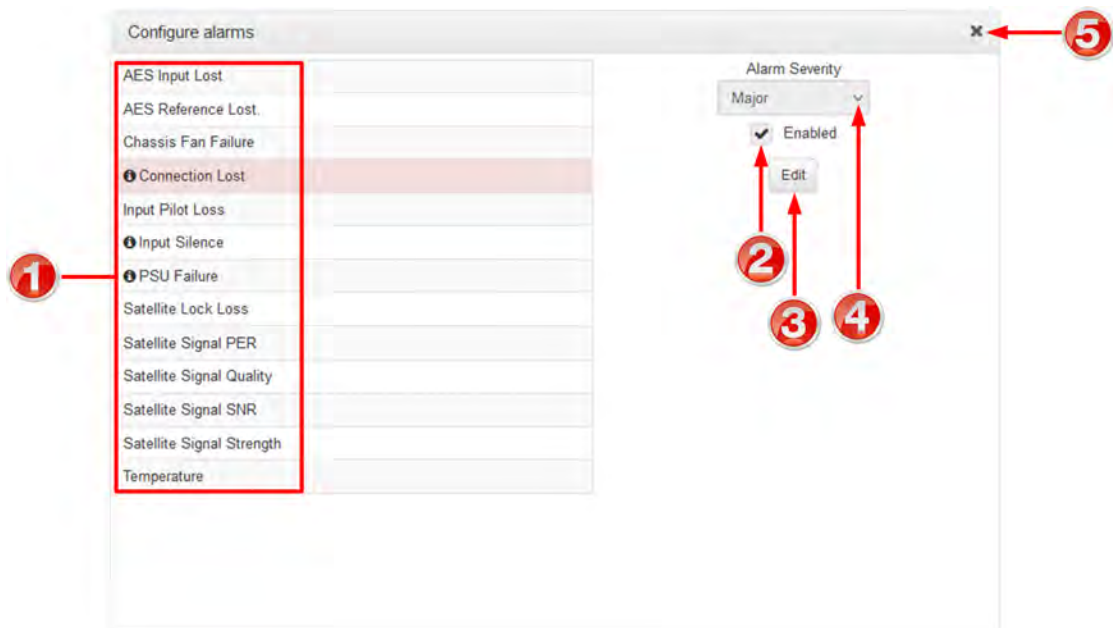 Configure alarms
5
AES Input Lost
AES Reference Lost.
Chassis Fan Failure
Connection Lost
Input Pilot Loss
Input Silence
PSU Failure
Satellite Lock Loss
Satellite Signal PER
Satellite Signal Quality
Satellite Signal SNR
Satellite Signal Strength
Temperature
Alarm Severity
Major
Enabled
Edit
1
2
3
4